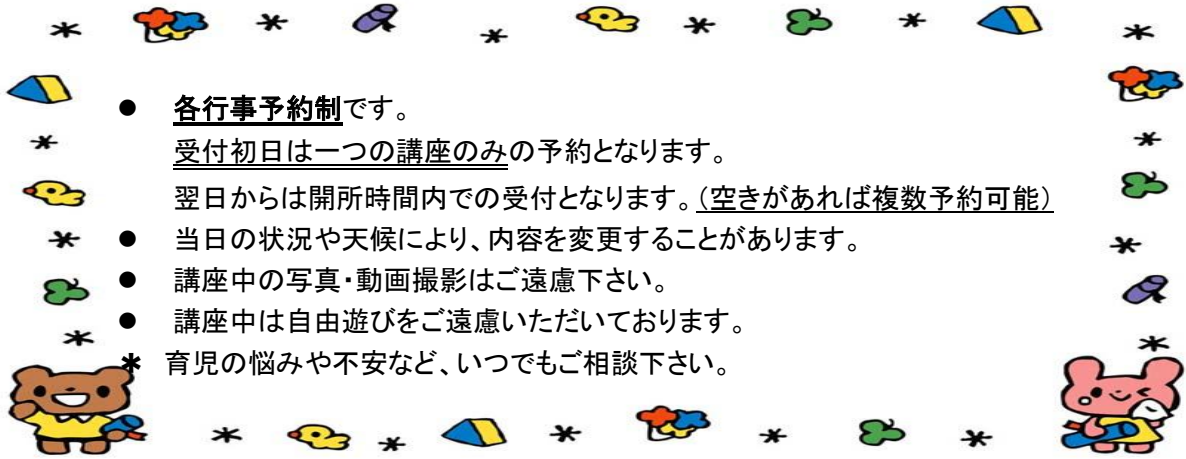 ● 各行事予約制です。
受付初日は一つの講座のみの予約となります。
翌日からは開所時間内での受付となります。(空きがあれば複数予約可能)
● 当日の状況や天候により、内容を変更することがあります。
● 講座中の写真・動画撮影はご遠慮下さい。
● 講座中は自由遊びをご遠慮いただいております。
* 育児の悩みや不安など、いつでもご相談下さい。